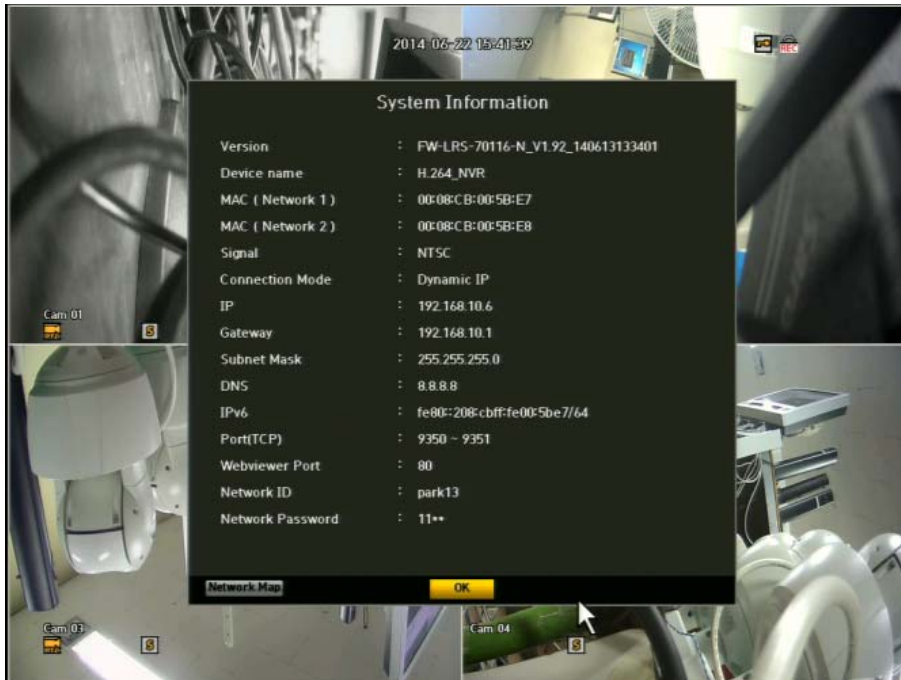 2014-06-22 15:41:39
REC
System Information
Version : FW-LRS-70116-N_V1.92_140613133401
Device name : H.264_NVR
MAC ( Network 1 ) : 00:08:CB:00:5B:E7
MAC ( Network 2 ) : 00:08:CB:00:5B:E8
Signal : NTSC
Connection Mode : Dynamic IP
IP : 192.168.10.6
Gateway : 192.168.10.1
Subnet Mask : 255.255.255.0
DNS : 8.8.8.8
IPv6 : fe80::208:cbff:fe00:5be7/64
Port(TCP) : 9350 ~ 9351
Webviewer Port : 80
Network ID : park13
Network Password : 11**
Network Map
OK
Cam 01
S
Cam 03
S
Cam 04
S